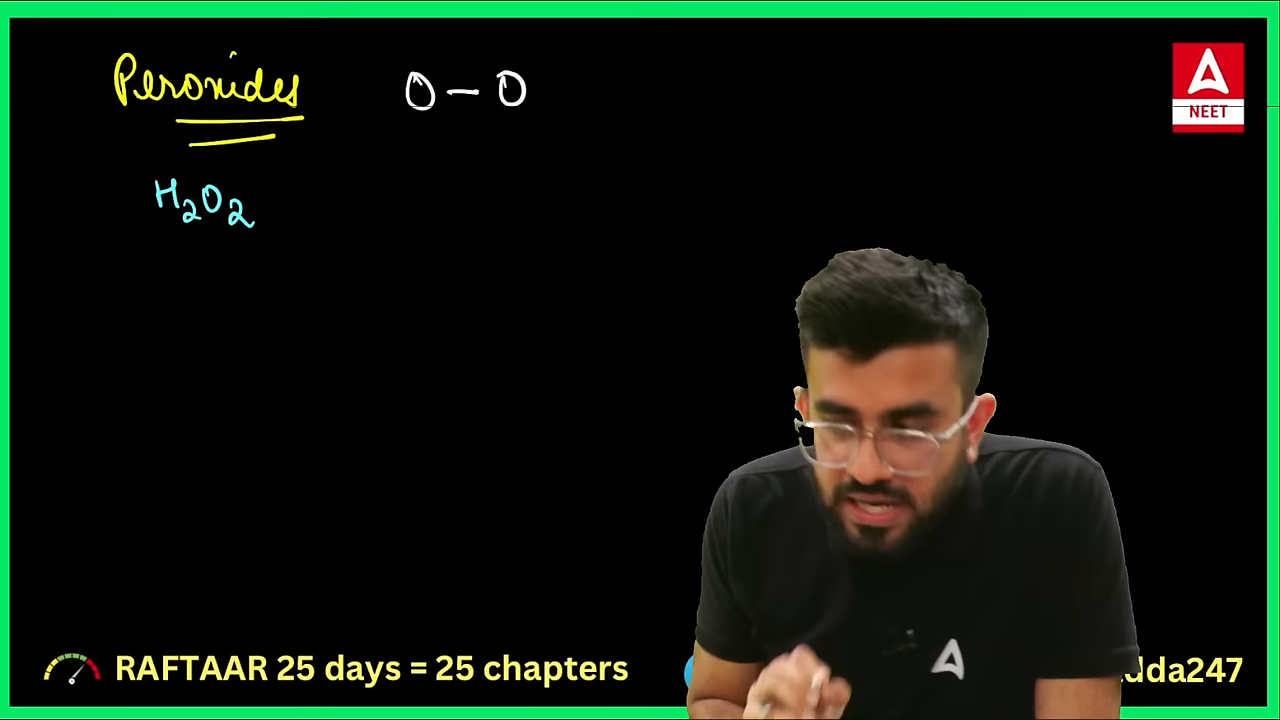 Peroxides O - O
NEET
H2O2
RAFTAAR 25 days = 25 chapters
dda247